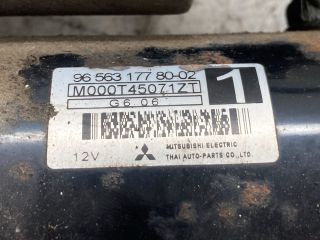 96 563 177 80-02
M000T45071ZT
G6 06
1
12V
MITSUBISHI ELECTRIC
THAI AUTO-PARTS CO.,LTD.